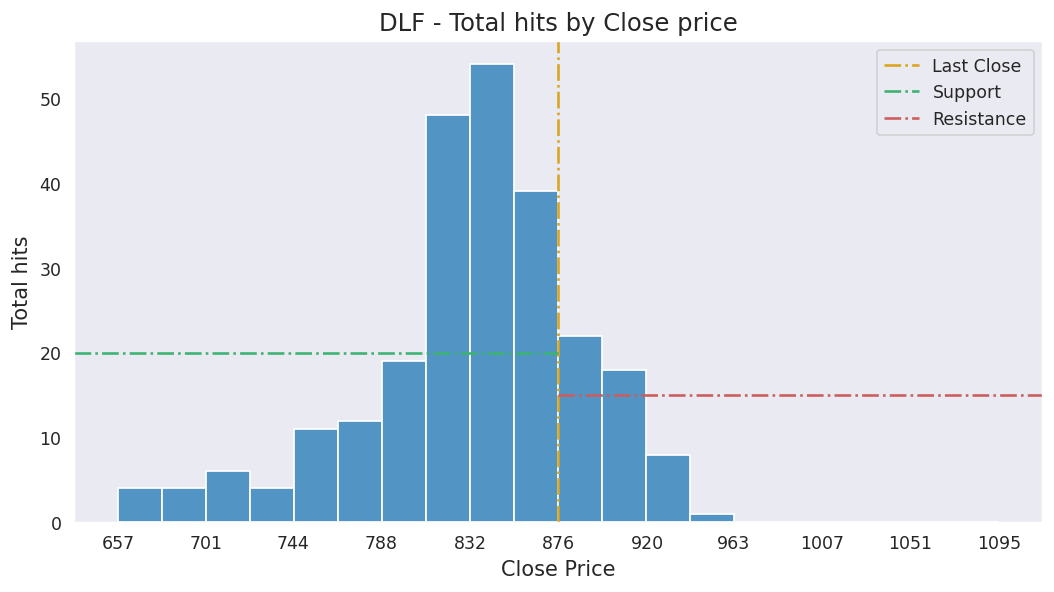 DLF - Total hits by Close price
Last Close
Support
Resistance
Total hits
50
40
30
20
10
0
657 701 744 788 832 876 920 963 1007 1051 1095
Close Price